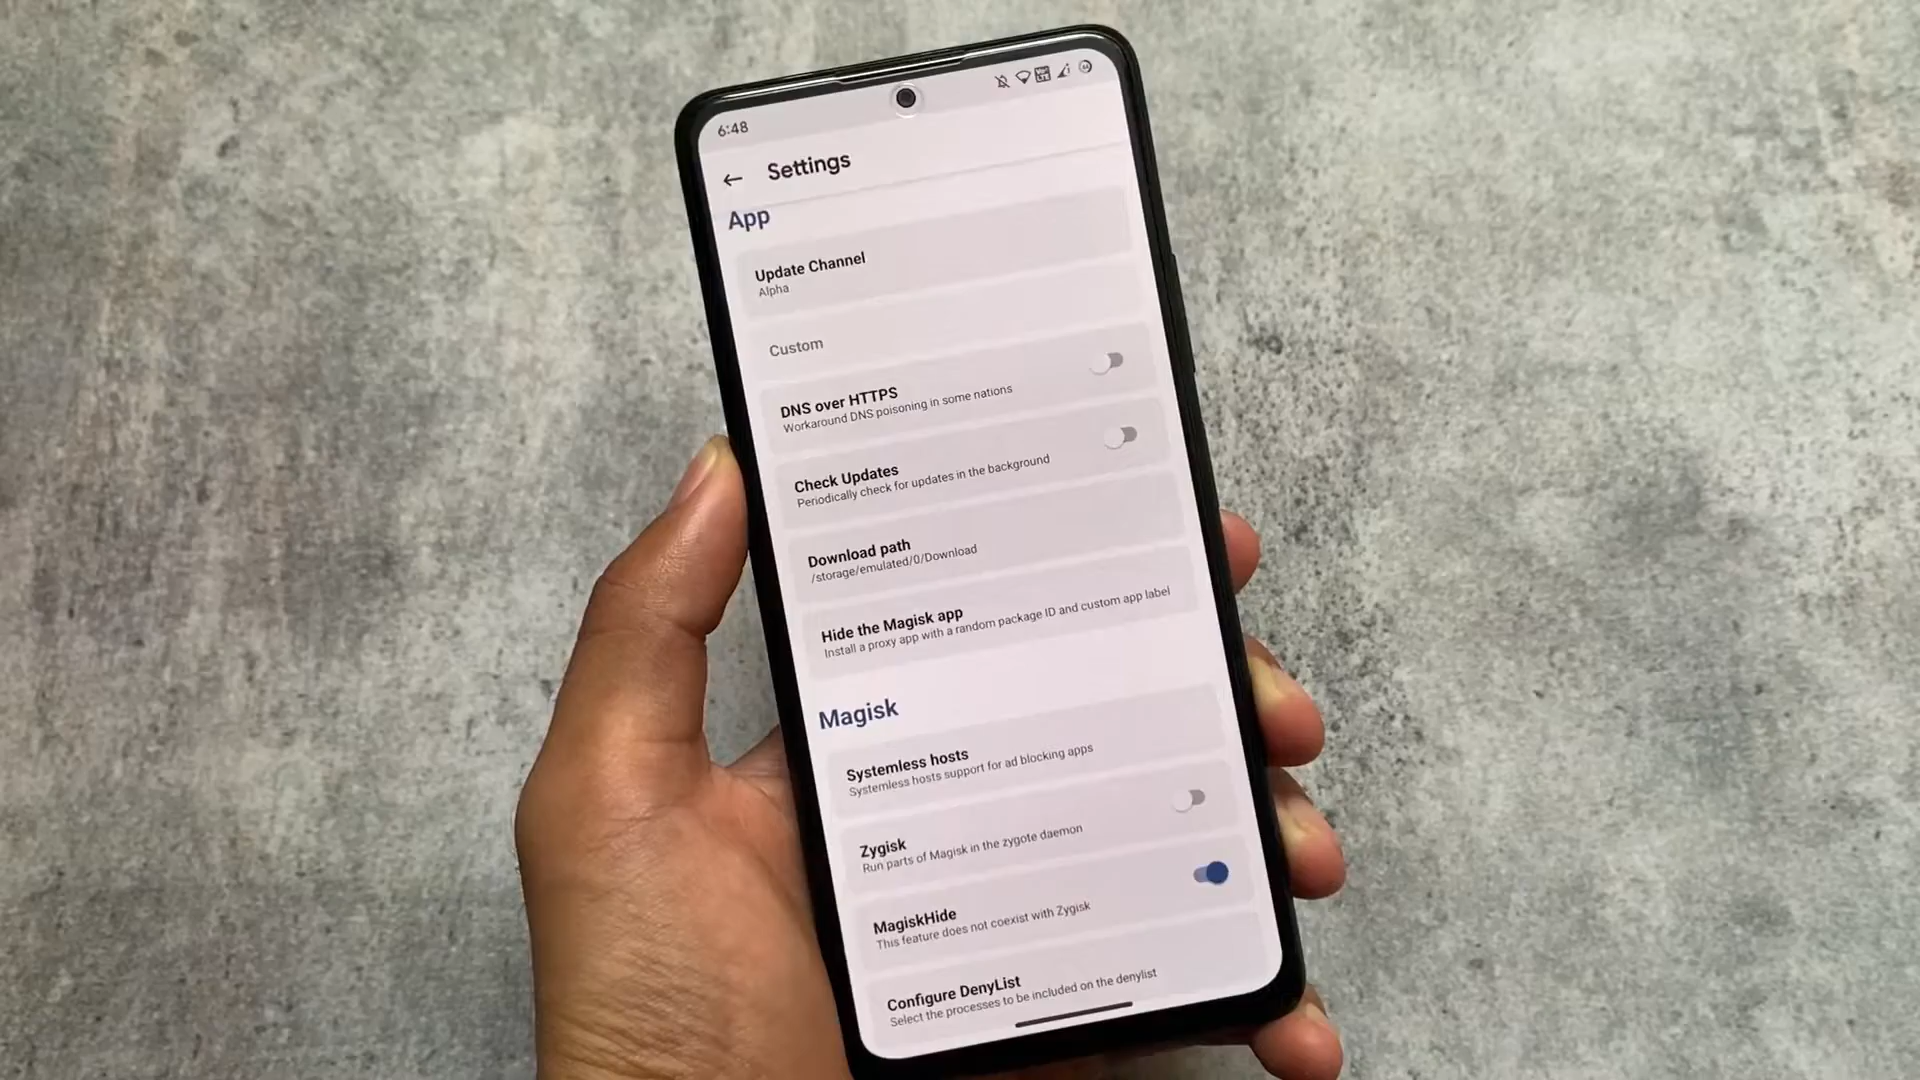 6:48
Settings
App
Update Channel
Alpha
Custom
DNS over HTTPS
Workaround DNS poisoning in some nations
Check Updates
Periodically check for updates in the background
Download path
/storage/emulated/0/Download
Hide the Magisk app
Install a proxy app with a random package ID and custom app label
Magisk
Systemless hosts
Systemless hosts support for ad blocking apps
Zygisk
Run parts of Magisk in the zygote daemon
MagiskHide
This feature does not coexist with Zygisk
Configure DenyList
Select the processes to be included on the denylist